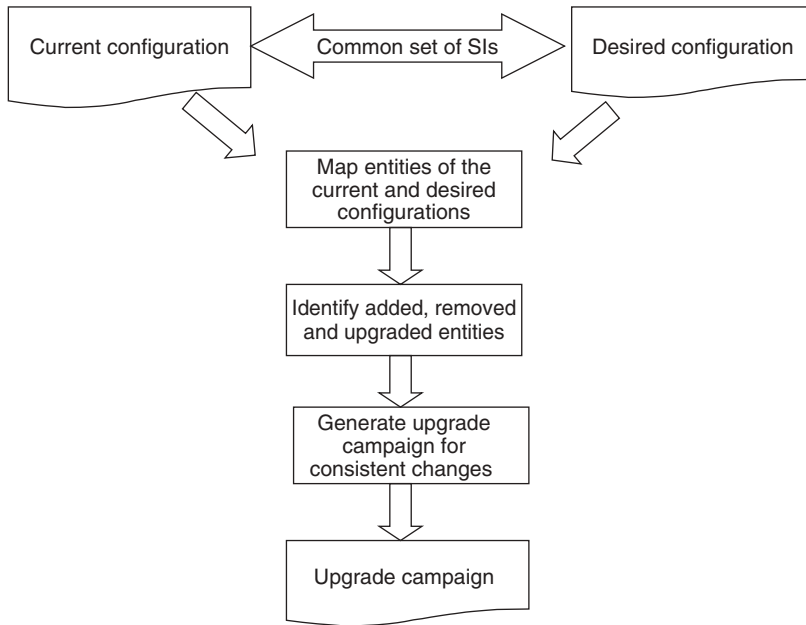 Current configuration
Common set of SIs
Desired configuration
Map entities of the
current and desired
configurations
Identify added, removed
and upgraded entities
Generate upgrade
campaign for
consistent changes
Upgrade campaign